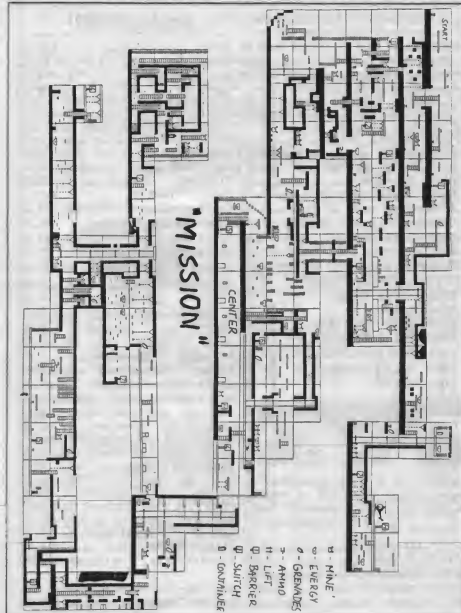 START
"MISSION"
CENTER
- MINE'
- ENERGY
- GRENADES
- AMMO
- LIFT
- BARRIER
- SWITCH
- CONTAINER